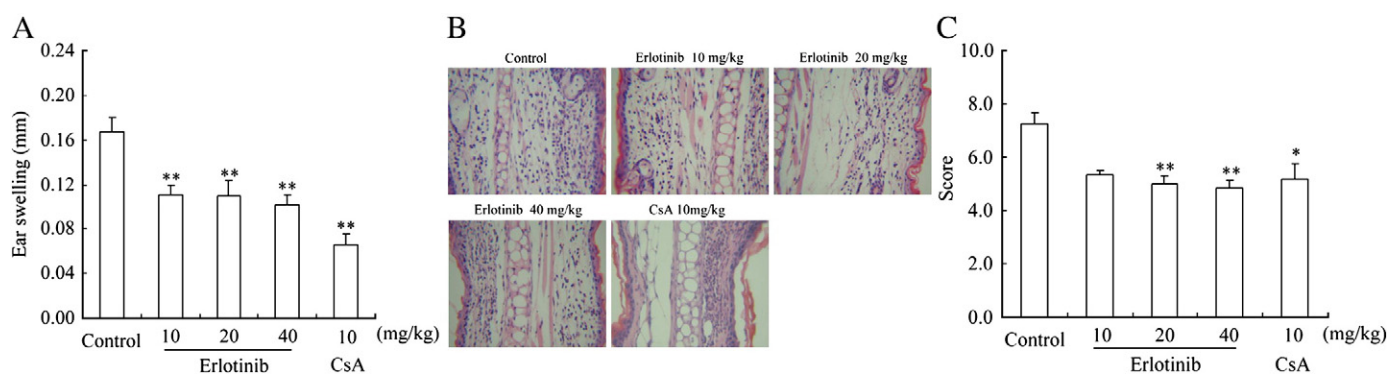 A
Ear swelling (mm)
0.24
0.20
0.16
0.12
0.08
0.04
0.00
**
**
**
**
Control
10
20
40
10
(mg/kg)
Erlotinib
CsA
B
Control
Erlotinib 10 mg/kg
Erlotinib 20 mg/kg
Erlotinib 40 mg/kg
CsA 10mg/kg
C
Score
10.0
8.0
6.0
4.0
2.0
0.0
**
**
*
Control
10
20
40
10
(mg/kg)
Erlotinib
CsA